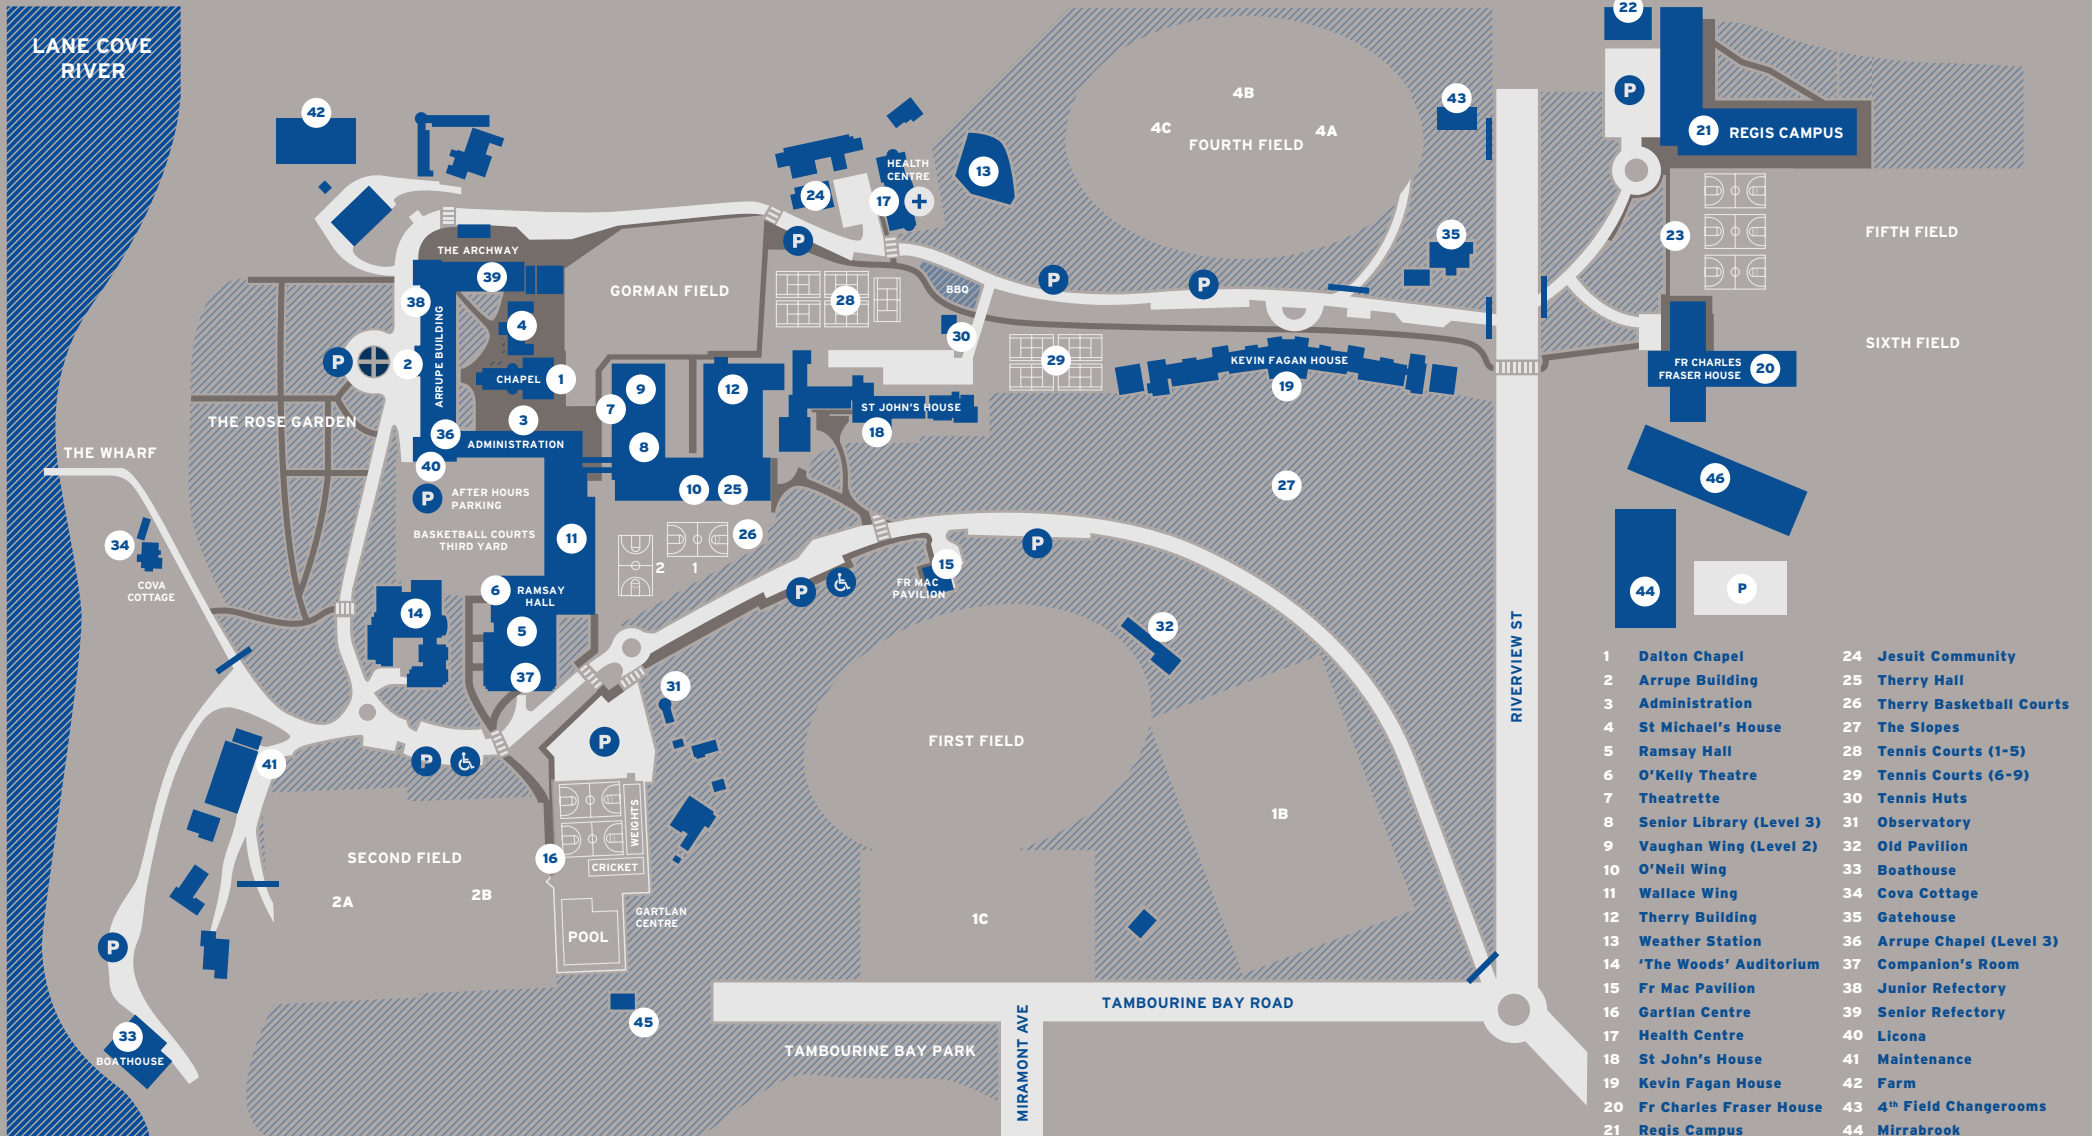 LANE COVE
RIVER
42
22
P
43
4B
4C
4A
FOURTH FIELD
21 REGIS CAMPUS
HEALTH
CENTRE
13
24
17
35
23
FIFTH FIELD
THE ARCHWAY
P
39
38
GORMAN FIELD
28
BBQ
P
P
ARRUPE BUILDING
4
30
29
SIXTH FIELD
P
2
CHAPEL 1
KEVIN FAGAN HOUSE
19
FR CHARLES
FRASER HOUSE
20
9
12
7
ST JOHN'S HOUSE
18
THE ROSE GARDEN
3
36
ADMINISTRATION
8
THE WHARF
40
P
AFTER HOURS
PARKING
10
25
27
46
BASKETBALL COURTS
THIRD YARD
11
26
2
1
34
COVA
COTTAGE
P
15
FR MAC
PAVILION
P
44
P
6
RAMSAY
HALL
14
5
32
37
31
RIVERVIEW ST
41
P
P
FIRST FIELD
1B
WEIGHTS
SECOND FIELD
16
CRICKET
2A
2B
GARTLAN
CENTRE
POOL
1C
P
45
TAMBOURINE BAY ROAD
33
BOATHOUSE
TAMBOURINE BAY PARK
MIRAMONT AVE
1 Dalton Chapel
2 Arrupe Building
3 Administration
4 St Michael's House
5 Ramsay Hall
6 O'Kelly Theatre
7 Theatrette
8 Senior Library (Level 3)
9 Vaughan Wing (Level 2)
10 O'Neil Wing
11 Wallace Wing
12 Therry Building
13 Weather Station
14 ‘The Woods’ Auditorium
15 Fr Mac Pavilion
16 Gartlan Centre
17 Health Centre
18 St John's House
19 Kevin Fagan House
20 Fr Charles Fraser House
21 Regis Campus
24 Jesuit Community
25 Therry Hall
26 Therry Basketball Courts
27 The Slopes
28 Tennis Courts (1-5)
29 Tennis Courts (6-9)
30 Tennis Huts
31 Observatory
32 Old Pavilion
33 Boathouse
34 Cova Cottage
35 Gatehouse
36 Arrupe Chapel (Level 3)
37 Companion's Room
38 Junior Refectory
39 Senior Refectory
40 Licona
41 Maintenance
42 Farm
43 4th Field Changerooms
44 Mirrabrook